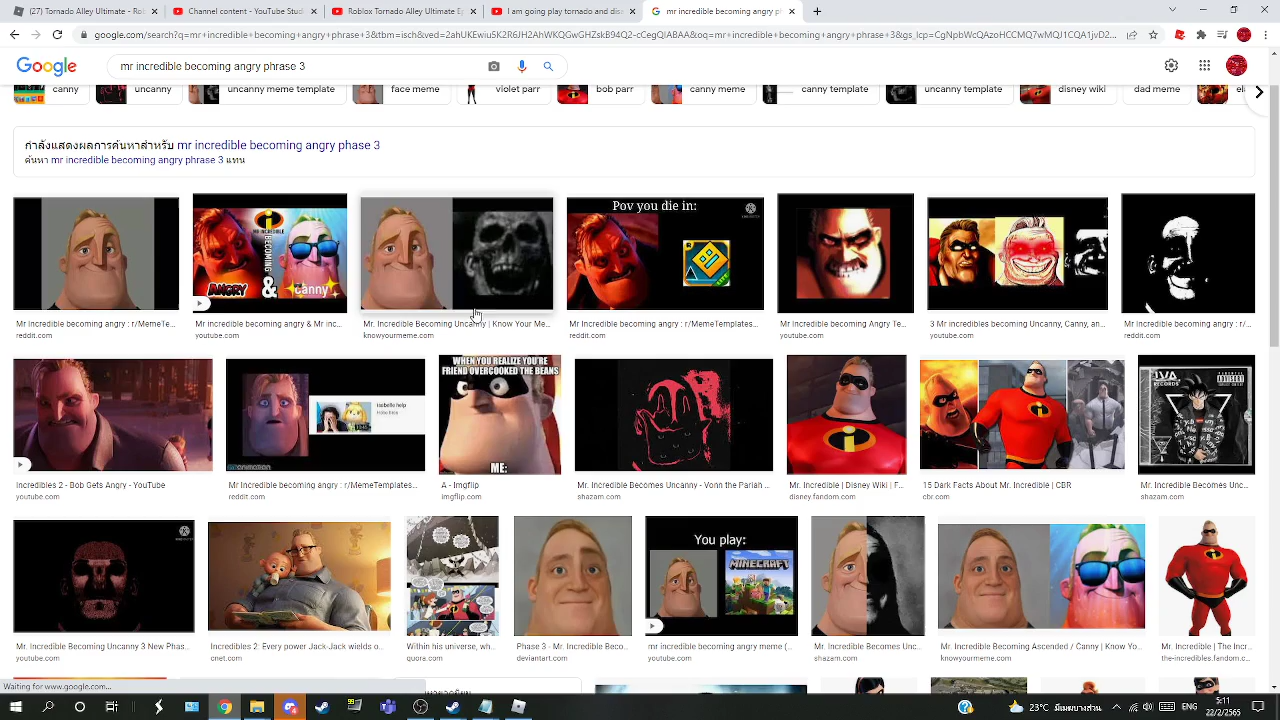 (27) Tornado Alley Ultimate - Rob
Channel content - YouTube Studi
Roblox Tornado Alley Ultimate E
I am going play tornado and dis
mr incredible becoming angry p
google.com/search?q=mr+incredible+becoming+angry+phrase+3&tbm=isch&ved=2ahUKEwiu5K2R6JH2AhWKQGwGHZskB94Q2-cCegQIABAA&oq=mr+incredible+becoming+angry+phrase+3&gs_lcp=CgNpbWcQAzoHCCMQ7wMQJ1CQA1jvD2...
Google
mr incredible becoming angry phrase 3
canny
uncanny
uncanny meme template
face meme
violet parr
bob parr
canny meme
canny template
uncanny template
disney wiki
dad meme
กำลังแสดงผลการค้นหาสำหรับ mr incredible becoming angry phase 3
ค้นหา mr incredible becoming angry phrase 3 แทน
INCREDIBLE
BECOMING
ANGRY
&
canny
Pov you die in:
Mr Incredible becoming angry : r/MemeTe...
reddit.com
Mr incredible becoming angry & Mr inc...
youtube.com
Mr. Incredible Becoming Uncanny | Know Your Me...
knowyourmeme.com
Mr Incredible becoming angry : r/MemeTemplates...
reddit.com
Mr Incredible becoming Angry Te...
youtube.com
3 Mr incredibles becoming Uncanny, Canny, an...
youtube.com
Mr Incredible becoming angry : r/...
reddit.com
WHEN YOU REALIZE YOU'RE
FRIEND OVERCOOKED THE BEANS
ME:
isabelle help
JVA
RECORDS
Incredibles 2 - Bob Gets Angry - YouTube
youtube.com
Mr Incredible becoming angry : r/MemeTemplates...
reddit.com
A - Imgflip
imgflip.com
Mr. Incredible Becomes Uncanny - Vonn the Pariah ...
shazam.com
Mr. Incredible | Disney Wiki | F...
disney.fandom.com
15 Dark Facts About Mr. Incredible | CBR
cbr.com
Mr. Incredible Becomes Unc...
shazam.com
You play:
MINECRAFT
Mr. Incredible Becoming Uncanny 3 New Phas...
youtube.com
Incredibles 2: Every power Jack-Jack wields o...
cnet.com
Within his universe, wh...
quora.com
Phase 3 - Mr. Incredible Beco...
deviantart.com
mr incredible becoming angry meme (...
youtube.com
Mr. Incredible Becomes Unc...
shazam.com
Mr. Incredible Becoming Ascended / Canny | Know Yo...
knowyourmeme.com
Mr. Incredible | The Incr...
the-incredible.fandom.c...
Waiting for www.google.com...
23°C
5:11
22/2/2565